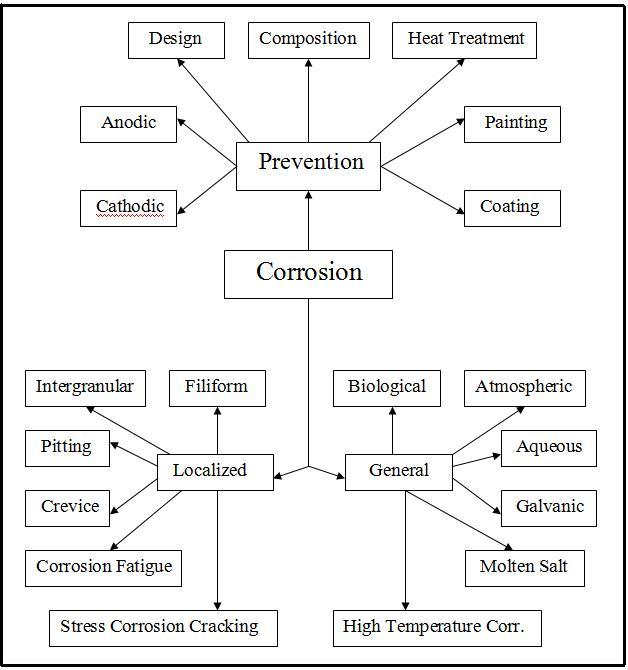 Design
Composition
Heat Treatment
Anodic
Painting
Prevention
Cathodic
Coating
Corrosion
Intergranular
Filiform
Biological
Atmospheric
Pitting
Aqueous
Localized
General
Crevice
Galvanic
Corrosion Fatigue
Molten Salt
Stress Corrosion Cracking
High Temperature Corr.